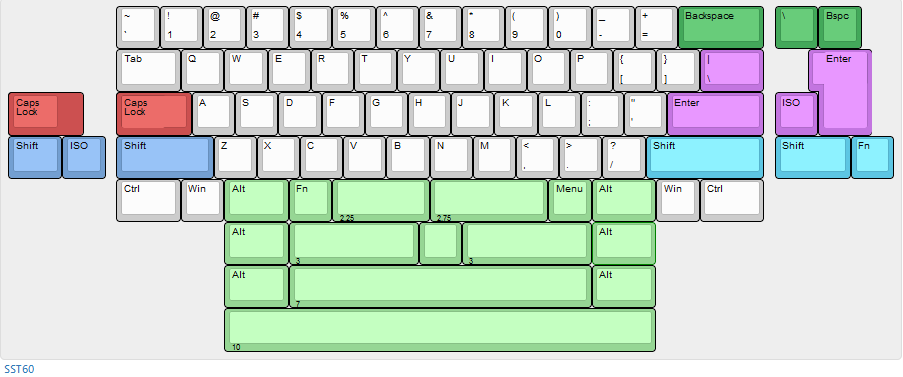 ~ ! @ # $ % ^ & * ( ) _ + Backspace \ Bspc
` 1 2 3 4 5 6 7 8 9 0 - =
Tab Q W E R T Y U I O P { } | Enter
[ ] \
Caps Lock Caps Lock A S D F G H J K L : " Enter ISO
; '
Shift ISO Shift Z X C V B N M < > ? Shift Shift Fn
, . /
Ctrl Win Alt Fn Menu Alt Win Ctrl
2.25 2.75
Alt Alt
3 3
Alt Alt
7
10
SST60